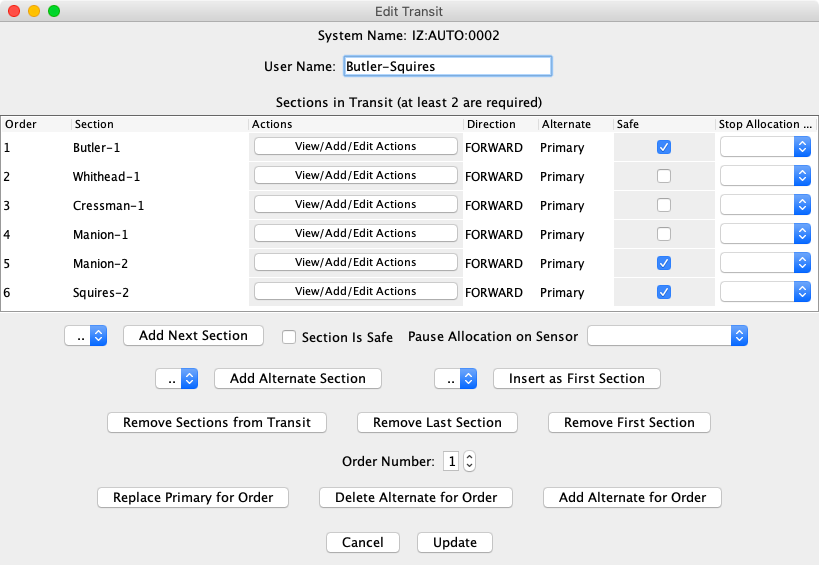 Edit Transit
System Name: IZ:AUTO:0002
User Name: Butler-Squires
Sections in Transit (at least 2 are required)
Order Section Actions Direction Alternate Safe Stop Allocation ...
1 Butler-1 View/Add/Edit Actions FORWARD Primary
2 Whithead-1 View/Add/Edit Actions FORWARD Primary
3 Cressman-1 View/Add/Edit Actions FORWARD Primary
4 Manion-1 View/Add/Edit Actions FORWARD Primary
5 Manion-2 View/Add/Edit Actions FORWARD Primary
6 Squires-2 View/Add/Edit Actions FORWARD Primary
.. Add Next Section Section Is Safe Pause Allocation on Sensor
.. Add Alternate Section .. Insert as First Section
Remove Sections from Transit Remove Last Section Remove First Section
Order Number: 1
Replace Primary for Order Delete Alternate for Order Add Alternate for Order
Cancel Update